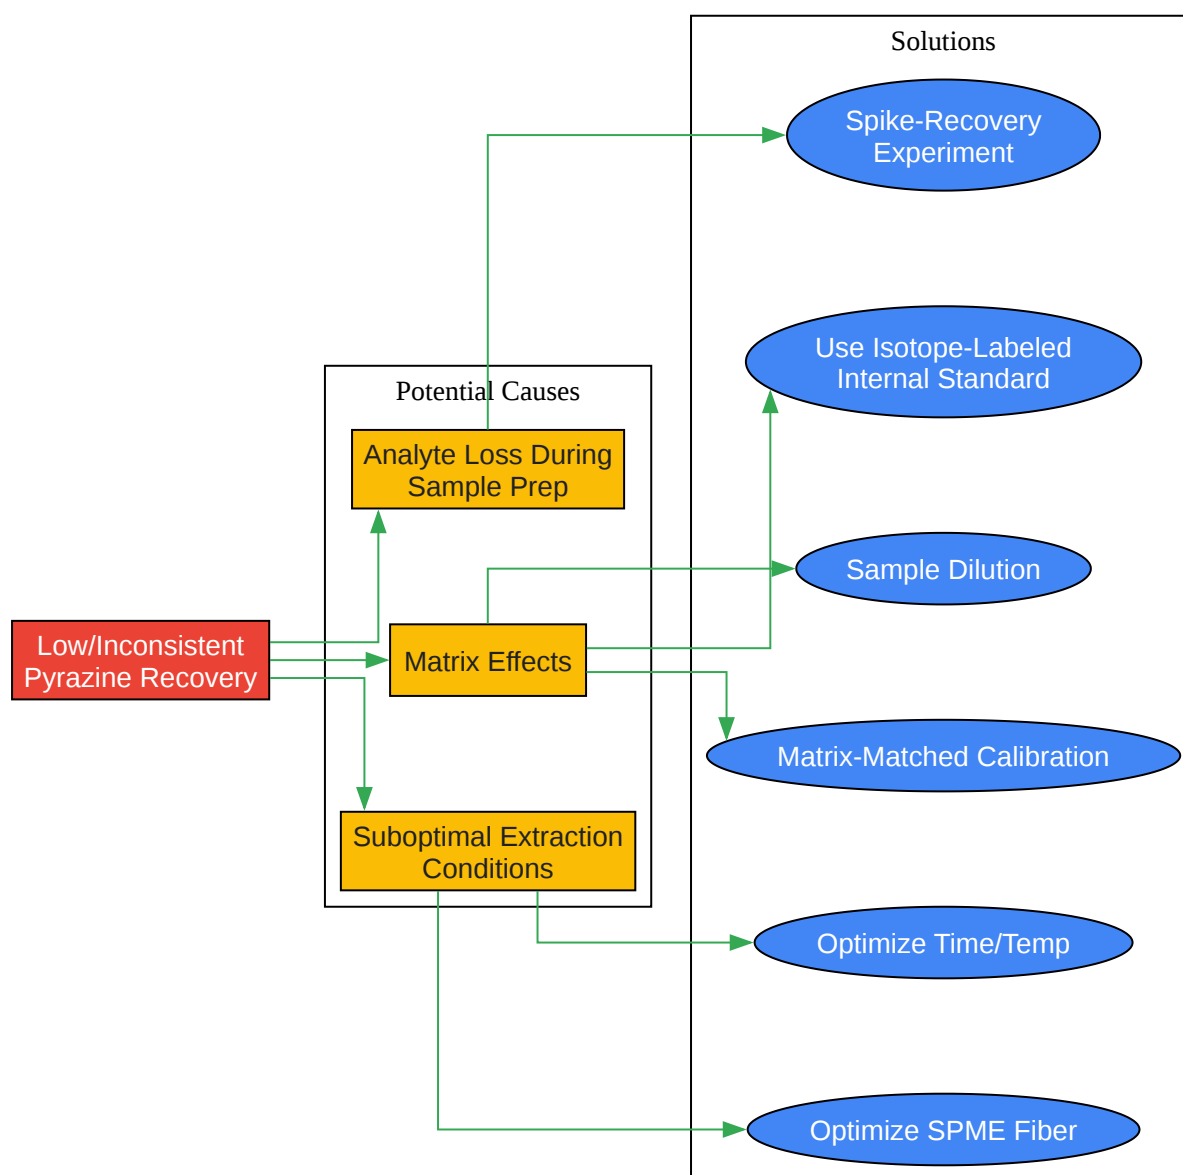 Low/Inconsistent
Pyrazine Recovery
Potential Causes
Analyte Loss During
Sample Prep
Matrix Effects
Suboptimal Extraction
Conditions
Solutions
Spike-Recovery
Experiment
Use Isotope-Labeled
Internal Standard
Sample Dilution
Matrix-Matched Calibration
Optimize Time/Temp
Optimize SPME Fiber